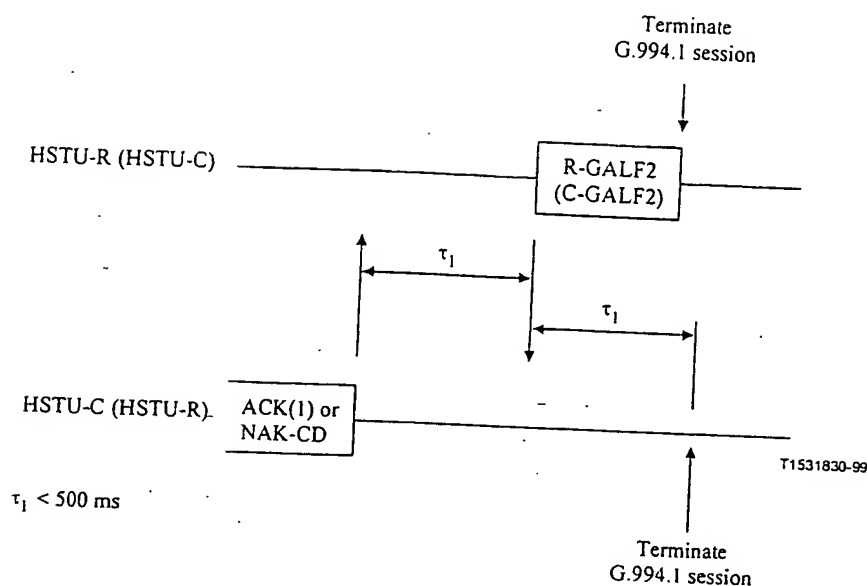 Terminate
G.994.1 session
HSTU-R (HSTU-C)
R-GALF2
(C-GALF2)
τ1
τ1
HSTU-C (HSTU-R)
ACK(1) or
NAK-CD
T1531830-99
τ1 < 500 ms
Terminate
G.994.1 session